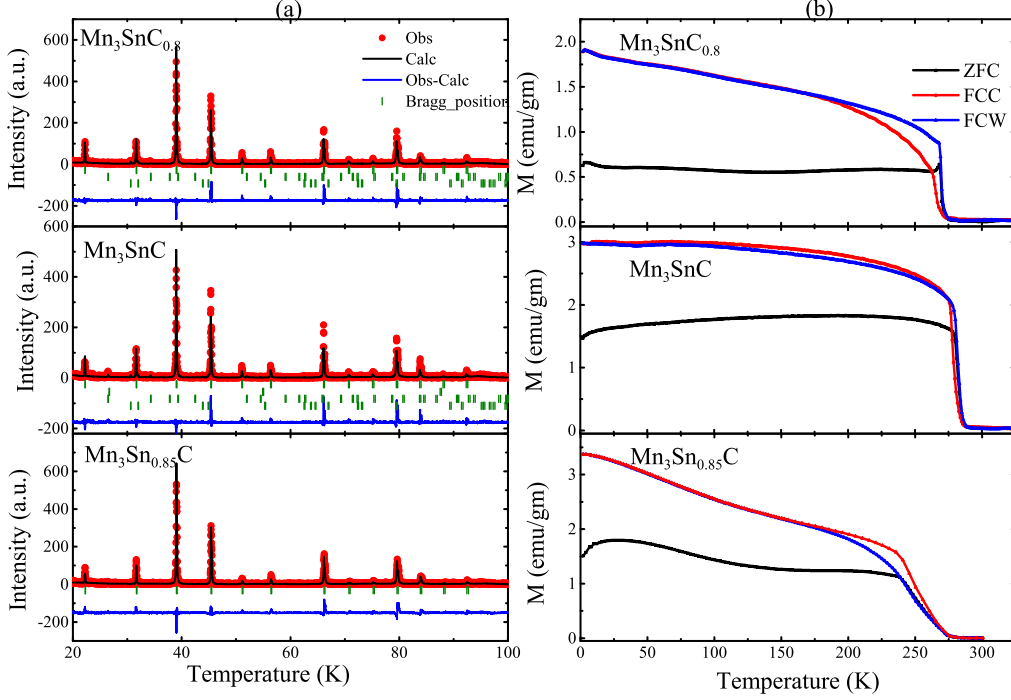 (a)
Mn3SnC0.8
Obs
Calc
Obs-Calc
Bragg_position
Intensity (a.u.)
600
400
200
0
-200
Mn3SnC
Intensity (a.u.)
600
400
200
0
-200
Mn3Sn0.85C
Intensity (a.u.)
600
400
200
0
-200
20
40
60
80
100
Temperature (K)
(b)
Mn3SnC0.8
ZFC
FCC
FCW
M (emu/gm)
2.0
1.5
1.0
0.5
0.0
Mn3SnC
M (emu/gm)
3
2
1
0
Mn3Sn0.85C
M (emu/gm)
3
2
1
0
0
50
100
150
200
250
300
Temperature (K)